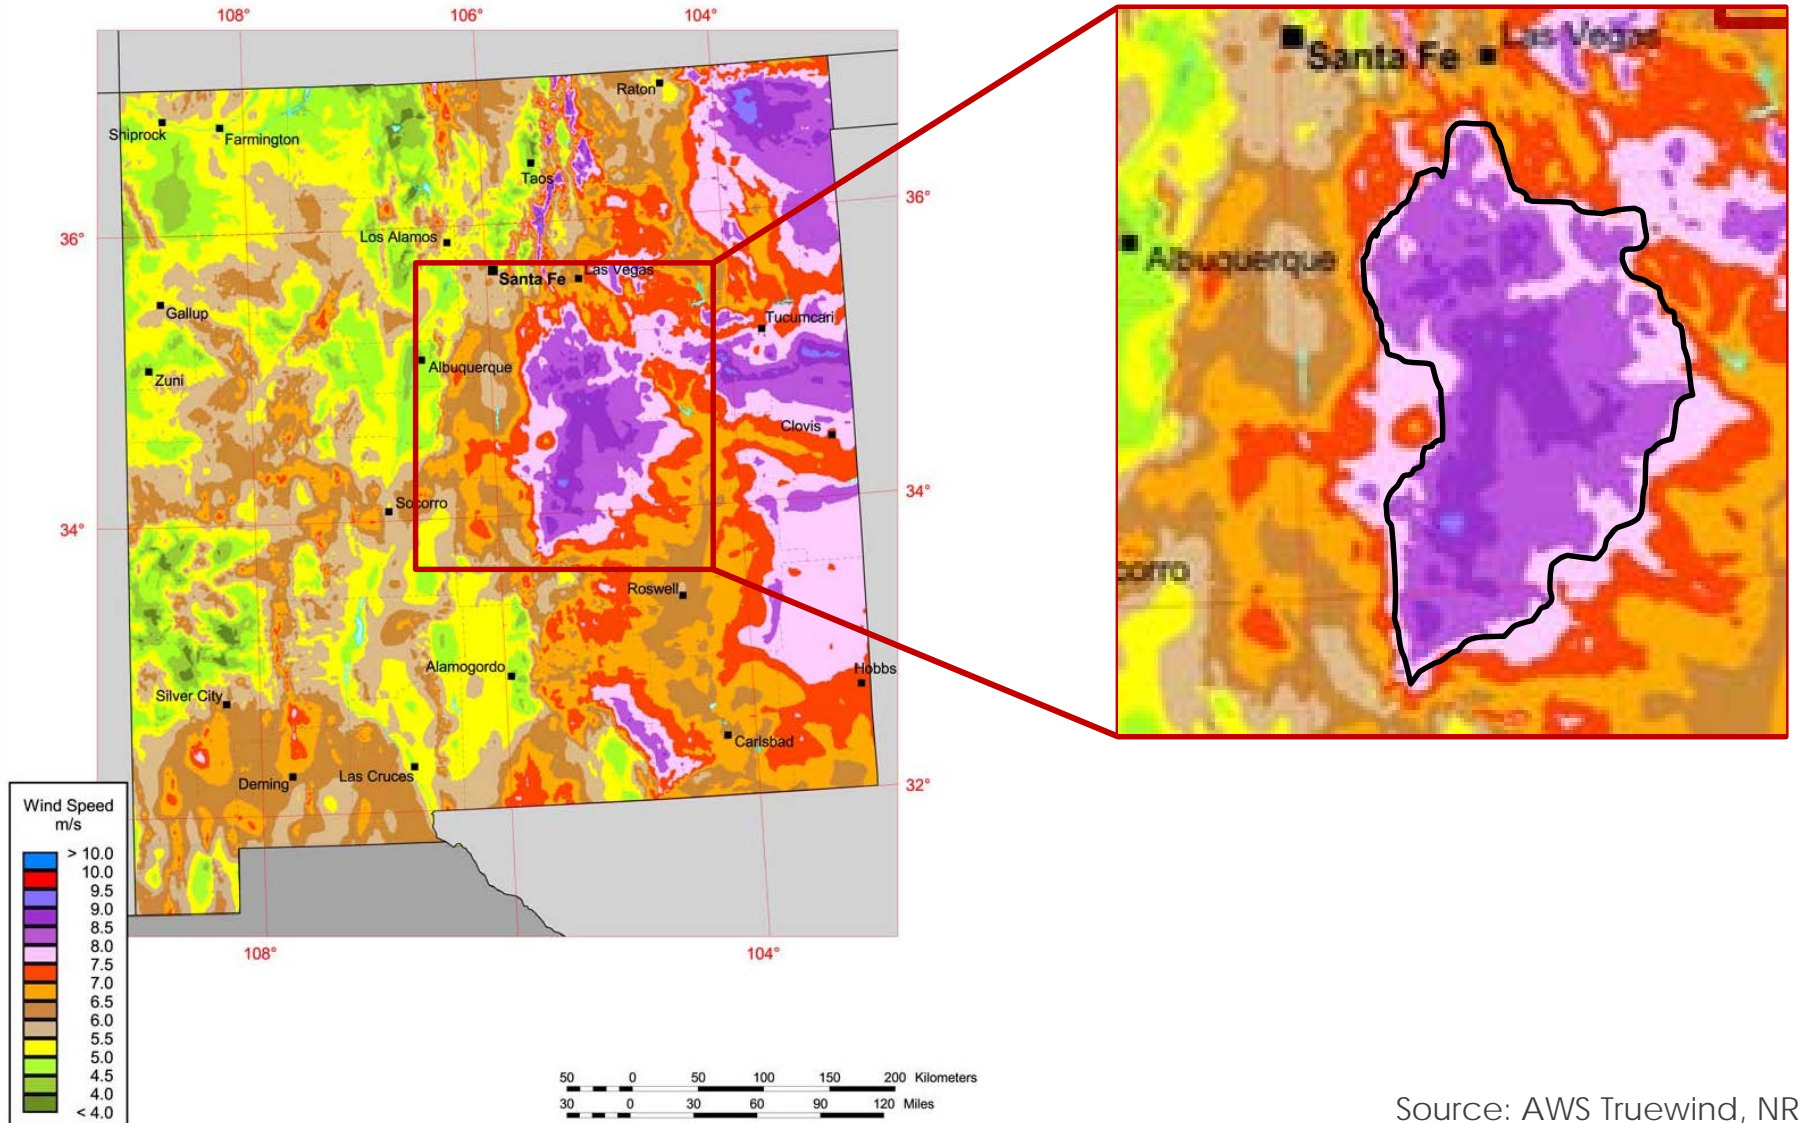 108°
106°
104°
Raton
Shiprock
Farmington
Taos
36°
Los Alamos
36°
Santa Fe
Las Vegas
Gallup
Tucumcari
Albuquerque
Zuni
Clovis
Socorro
34°
34°
Roswell
Alamogordo
Hobbs
Silver City
Carlsbad
Deming
Las Cruces
32°
108°
104°
Santa Fe
Las Vegas
Albuquerque
corro
Wind Speed
m/s
> 10.0
10.0
9.5
9.0
8.5
8.0
7.5
7.0
6.5
6.0
5.5
5.0
4.5
4.0
< 4.0
50 0 50 100 150 200 Kilometers
30 0 30 60 90 120 Miles
Source: AWS Truewind, NR